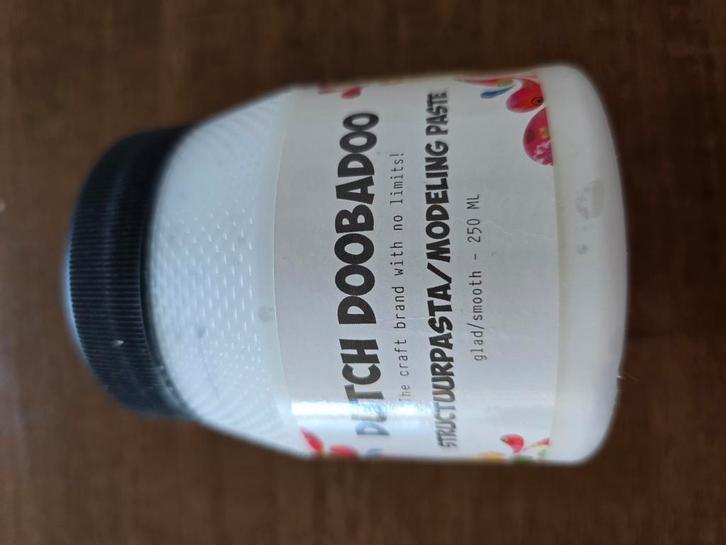 DUTCH DOOBADOO
The craft brand with no limits!
STRUCTUURPASTA/MODELING PASTE
glad/smooth - 250 ML